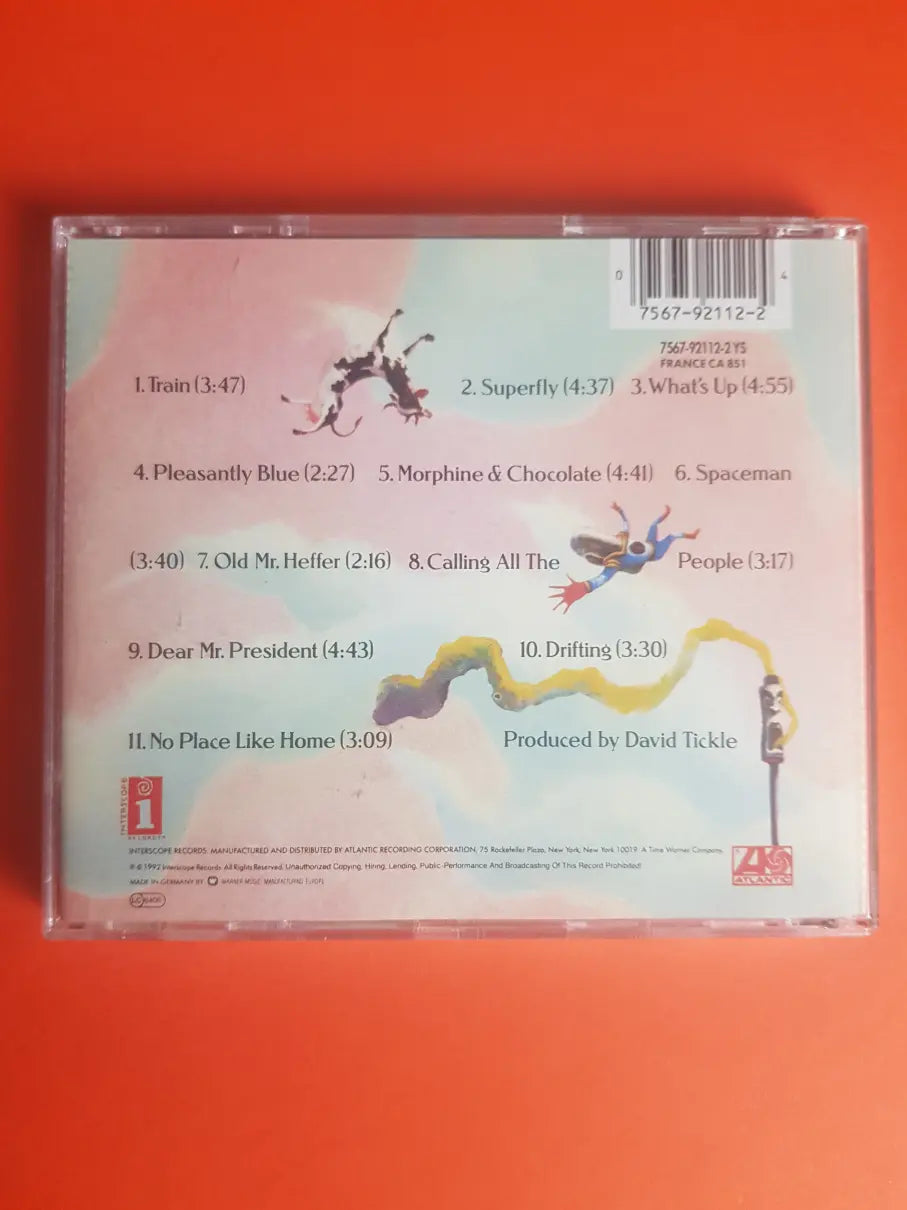 0 4
7567-92112-2
7567-92112-2 YS
FRANCE CA 851
1. Train (3:47) 2. Superfly (4:37) 3. What's Up (4:55)
4. Pleasantly Blue (2:27) 5. Morphine & Chocolate (4:41) 6. Spaceman
(3:40) 7. Old Mr. Heffer (2:16) 8. Calling All The People (3:17)
9. Dear Mr. President (4:43) 10. Drifting (3:30)
11. No Place Like Home (3:09) Produced by David Tickle
INTERSCOPE
i
RECORDS
INTERSCOPE RECORDS: MANUFACTURED AND DISTRIBUTED BY ATLANTIC RECORDING CORPORATION, 75 Rockefeller Plaza, New York, New York 10019. A Time Warner Company.
℗ © 1992 Interscope Records. All Rights Reserved. Unauthorized Copying, Hiring, Lending, Public-Performance And Broadcasting Of This Record Prohibited!
MADE IN GERMANY BY WARNER MUSIC MANUFACTURING EUROPE
LC
ATLANTIC